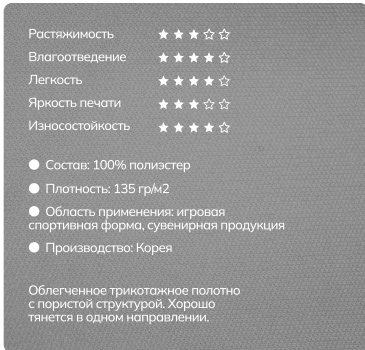 Растяжимость ★★★☆☆
Влагоотведение ★★★★☆
Легкость ★★★★☆
Яркость печати ★★★☆☆
Износостойкость ★★★★☆
● Состав: 100% полиэстер
● Плотность: 135 гр/м2
● Область применения: игровая
спортивная форма, сувенирная продукция
● Производство: Корея
Облегченное трикотажное полотно
с пористой структурой. Хорошо
тянется в одном направлении.